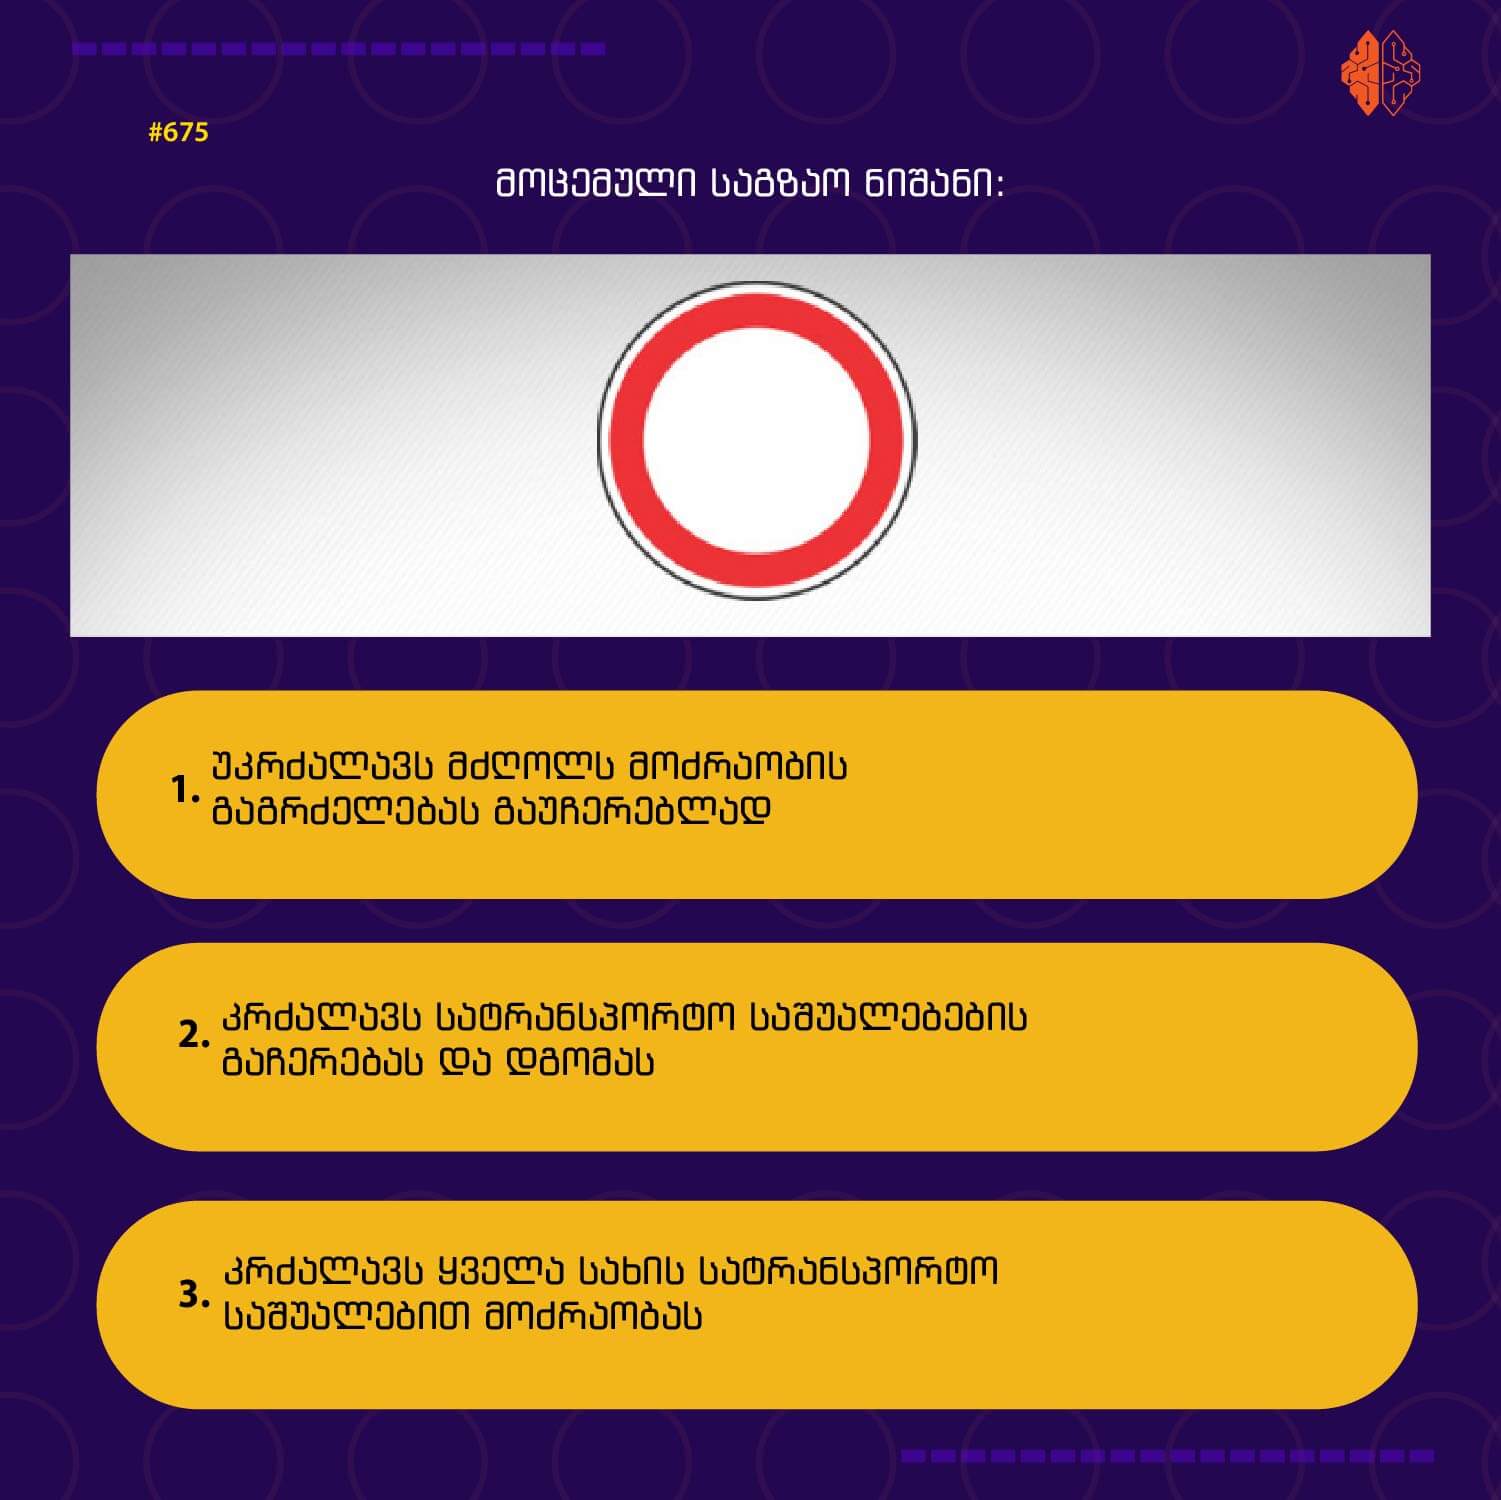 #675
მოცემული საგზაო ნიშანი:
1. უკრძალავს მძღოლს მოძრაობის
გაგრძელებას გაუჩერებლად
2. კრძალავს სატრანსპორტო საშუალებების
გაჩერებას და დგომას
3. კრძალავს ყველა სახის სატრანსპორტო
საშუალებით მოძრაობას